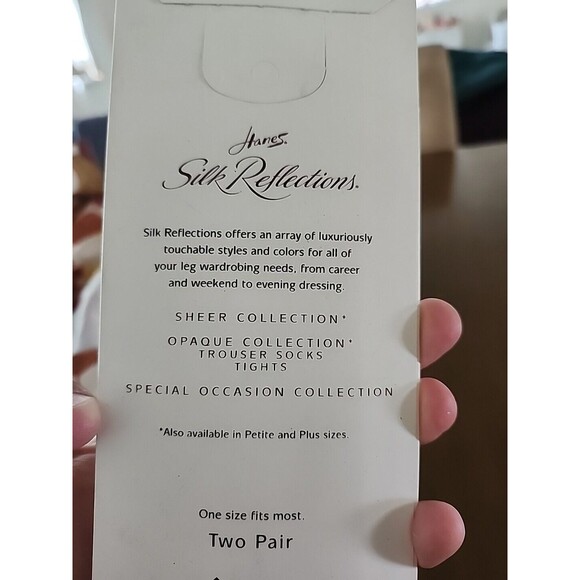 Hanes.
Silk Reflections.
Silk Reflections offers an array of luxuriously
touchable styles and colors for all of
your leg wardrobing needs, from career
and weekend to evening dressing.
SHEER COLLECTION*
OPAQUE COLLECTION*
TROUSER SOCKS
TIGHTS
SPECIAL OCCASION COLLECTION
*Also available in Petite and Plus sizes.
One size fits most.
Two Pair